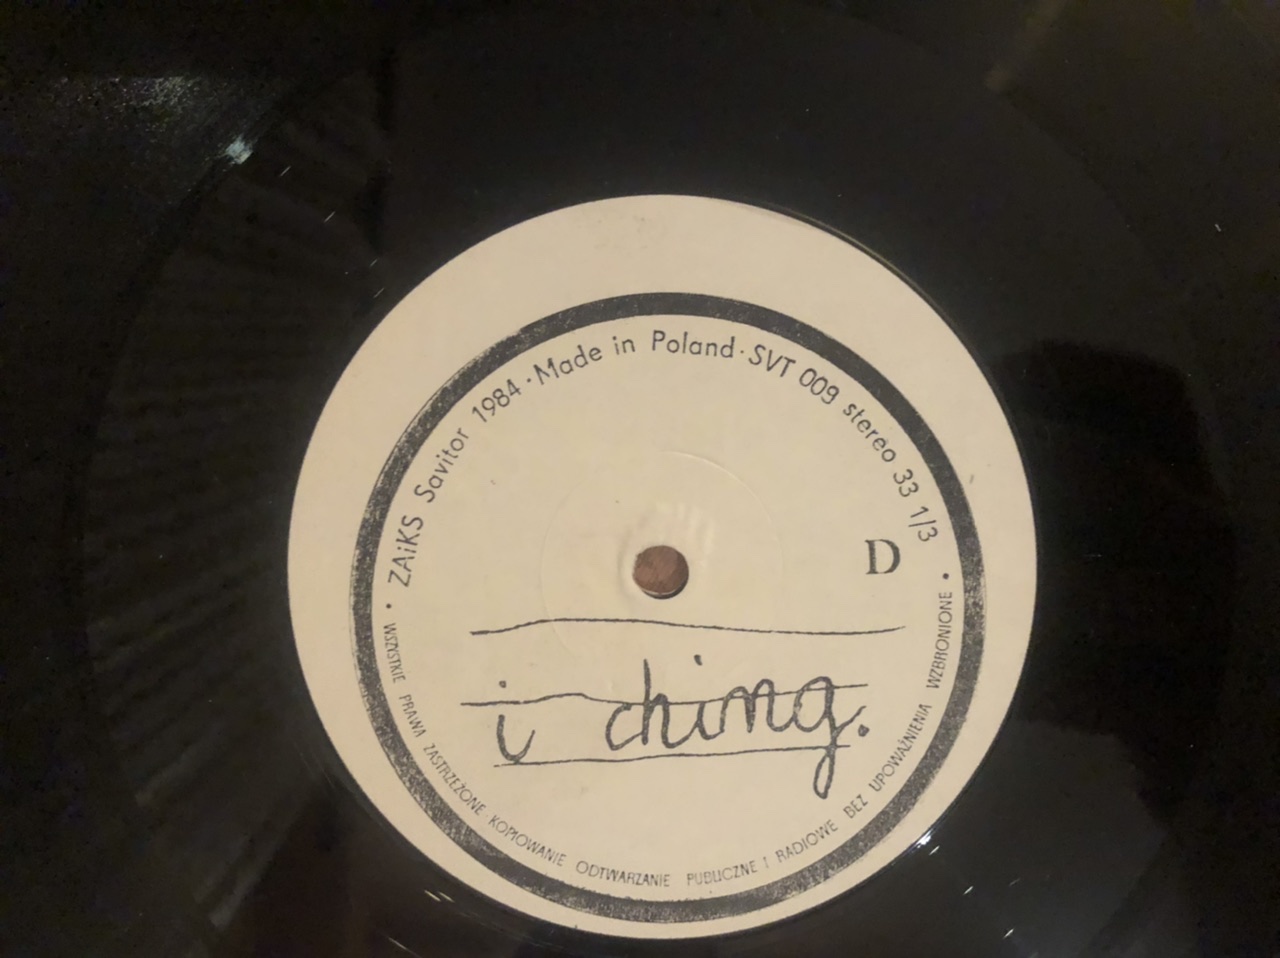 ZAiKS Savitor 1984 · Made in Poland · SVT 009 stereo 33 1/3
D
i ching.
• WSZYSTKIE PRAWA ZASTRZEŻONE · KOPIOWANIE ODTWARZANIE PUBLICZNE I RADIOWE BEZ UPOWAŻNIENIA WZBRONIONE •